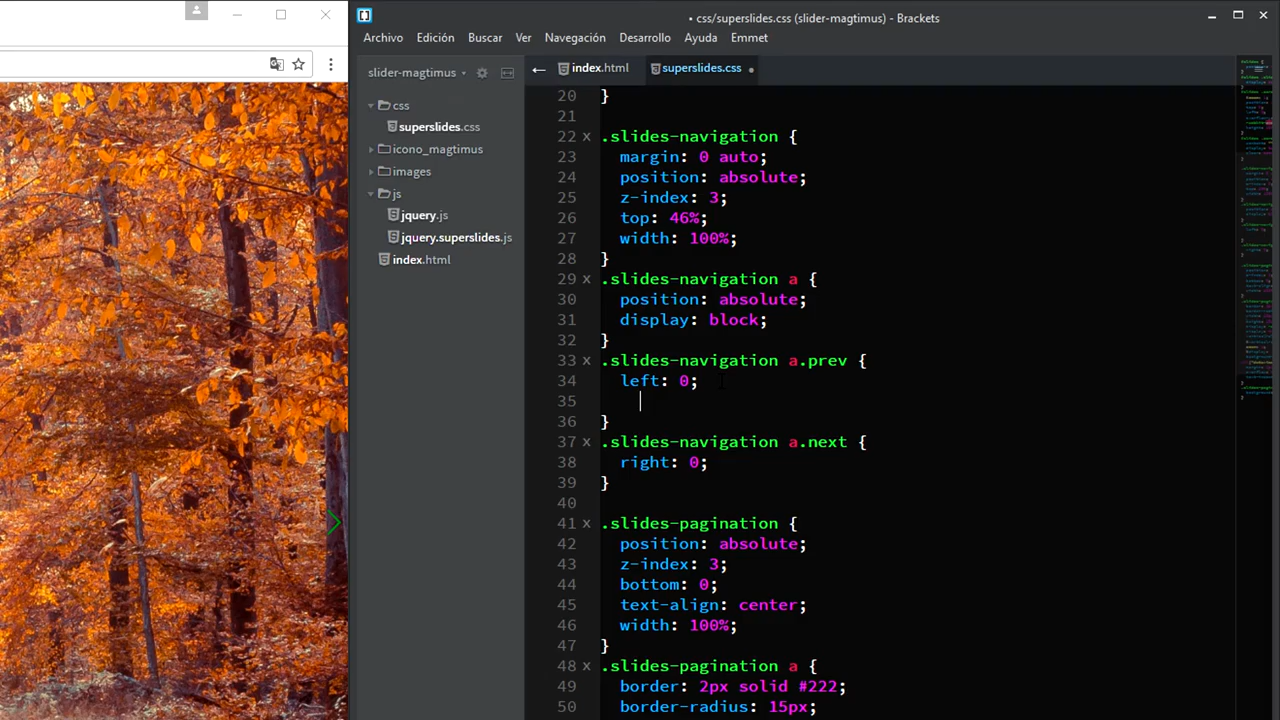 • css/superslides.css (slider-magtimus) - Brackets
Archivo Edición Buscar Ver Navegación Desarrollo Ayuda Emmet
slider-magtimus
css
superslides.css
icono_magtimus
images
js
jquery.js
jquery.superslides.js
index.html
index.html superslides.css
20 }
21
22 .slides-navigation {
23 margin: 0 auto;
24 position: absolute;
25 z-index: 3;
26 top: 46%;
27 width: 100%;
28 }
29 .slides-navigation a {
30 position: absolute;
31 display: block;
32 }
33 .slides-navigation a.prev {
34 left: 0;
35
36 }
37 .slides-navigation a.next {
38 right: 0;
39 }
40
41 .slides-pagination {
42 position: absolute;
43 z-index: 3;
44 bottom: 0;
45 text-align: center;
46 width: 100%;
47 }
48 .slides-pagination a {
49 border: 2px solid #222;
50 border-radius: 15px;